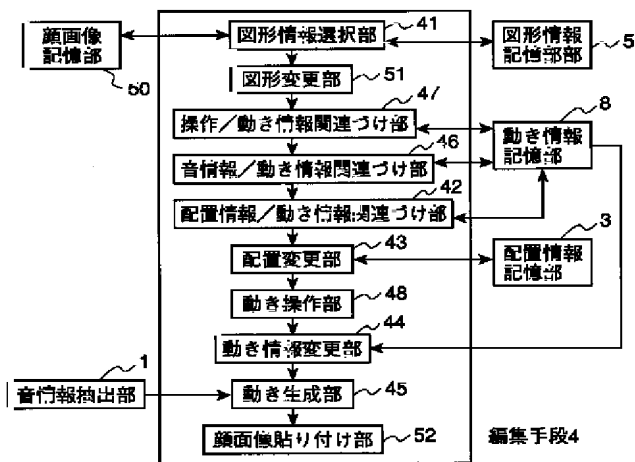 顔画像
記憶部
50
図形情報選択部
41
図形情報
記憶部部
5
図形変更部
51
47
操作／動き情報関連づけ部
8
動き情報
記憶部
46
音情報／動き情報関連づけ部
42
配置情報／動き情報関連づけ部
43
配置変更部
3
配置情報
記憶部
動き操作部
48
44
動き情報変更部
1
音情報抽出部
動き生成部
45
顔画像貼り付け部
52
編集手段4